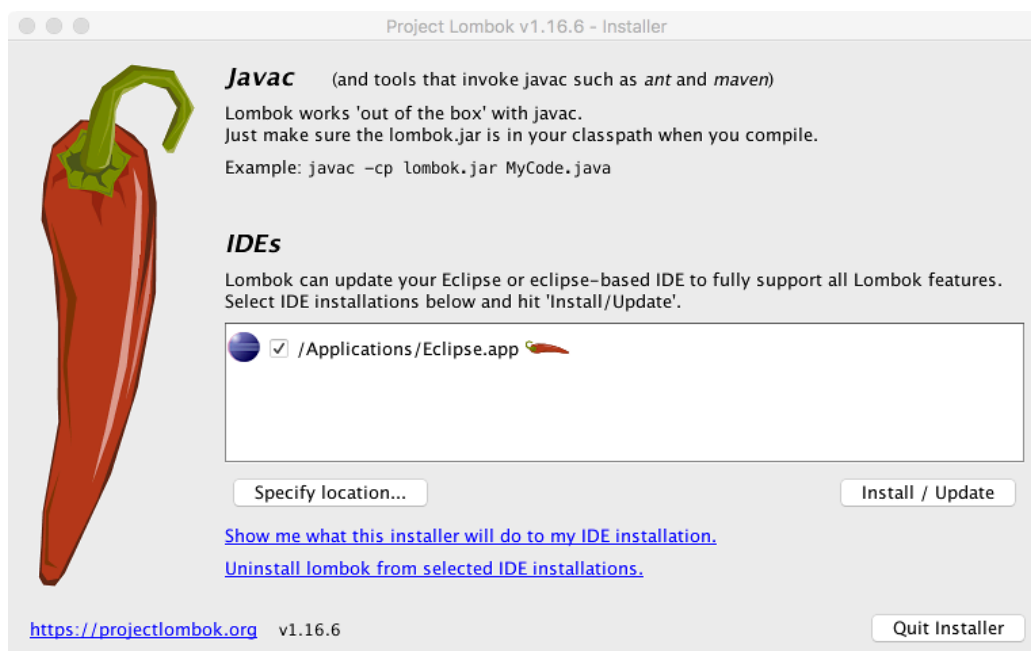 Project Lombok v1.16.6 - Installer
Javac (and tools that invoke javac such as ant and maven)
Lombok works 'out of the box' with javac.
Just make sure the lombok.jar is in your classpath when you compile.
Example: javac -cp lombok.jar MyCode.java
IDEs
Lombok can update your Eclipse or eclipse-based IDE to fully support all Lombok features.
Select IDE installations below and hit 'Install/Update'.
/Applications/Eclipse.app
Specify location... Install / Update
Show me what this installer will do to my IDE installation.
Uninstall lombok from selected IDE installations.
https://projectlombok.org v1.16.6 Quit Installer